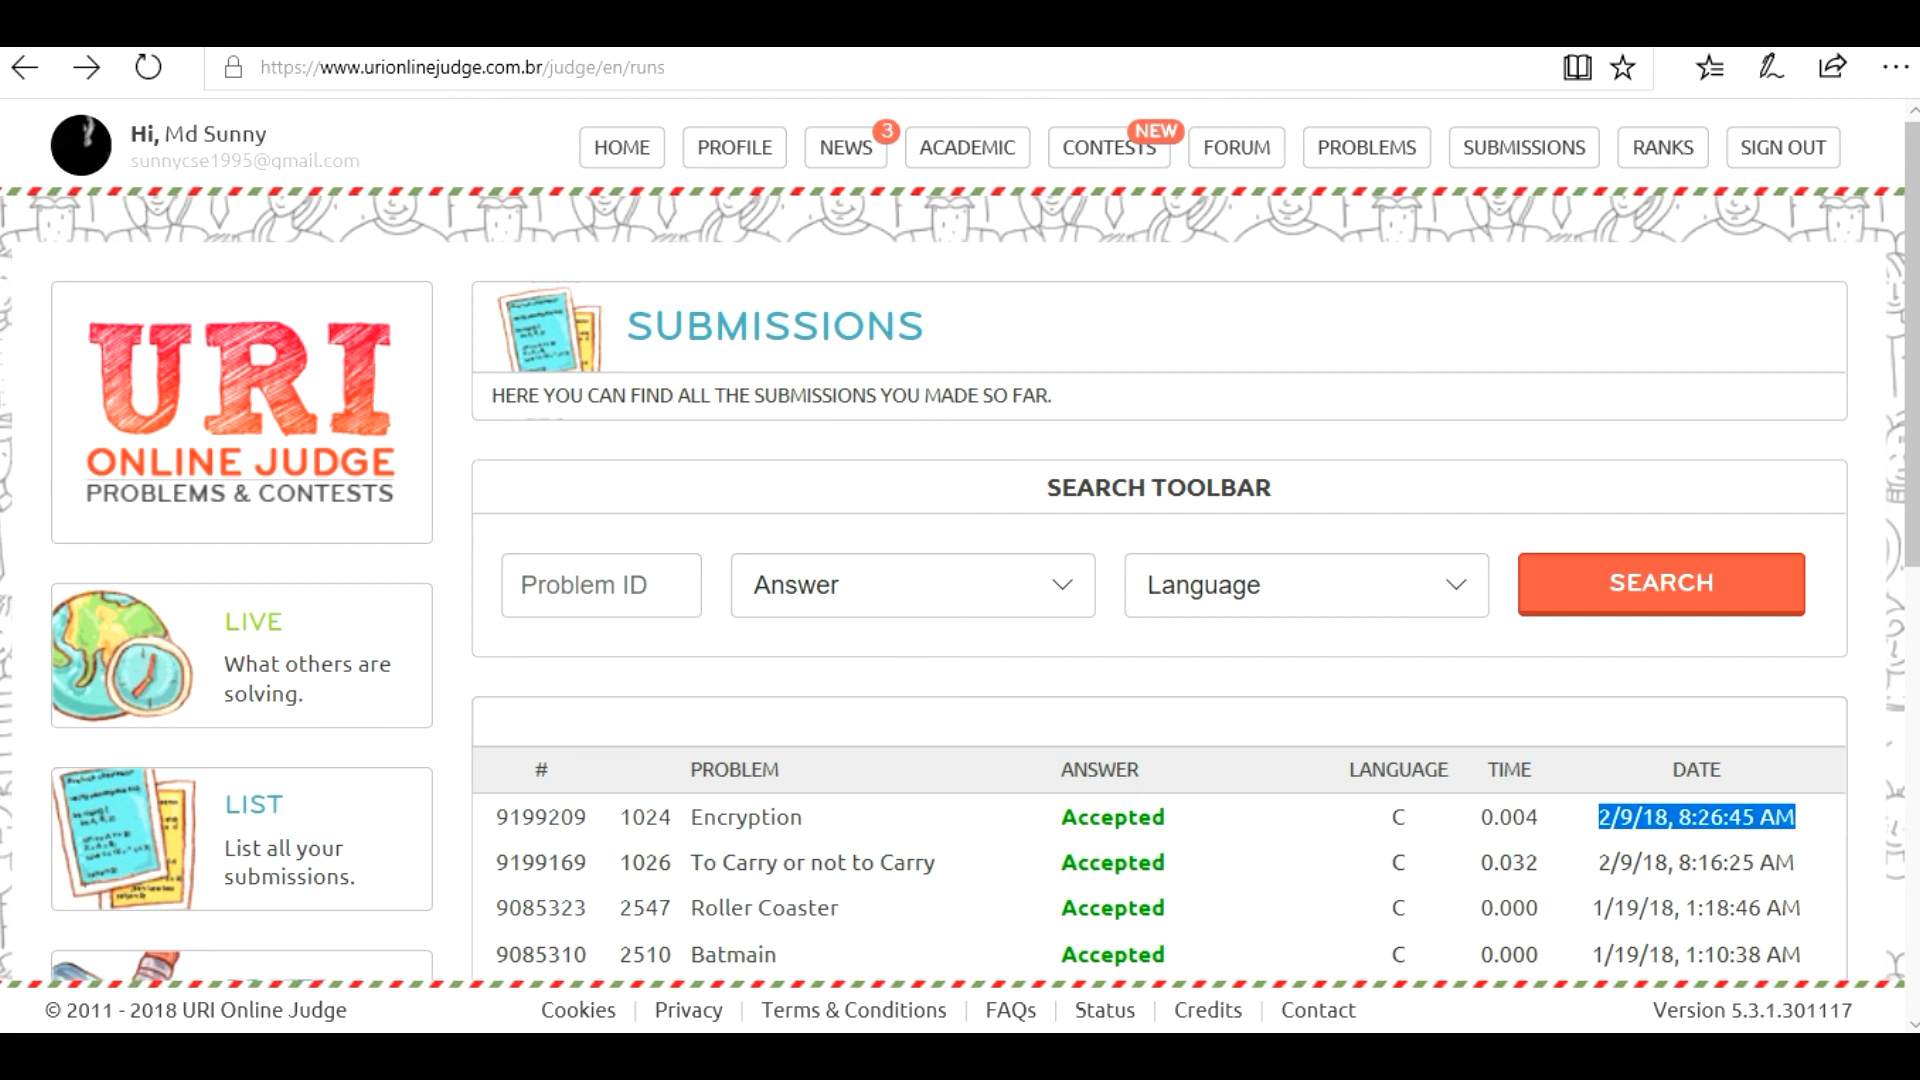 https://www.urionlinejudge.com.br/judge/en/runs
Hi, Md Sunny
sunnycse1995@gmail.com
HOME
PROFILE
NEWS
3
ACADEMIC
CONTESTS
NEW
FORUM
PROBLEMS
SUBMISSIONS
RANKS
SIGN OUT
URI
ONLINE JUDGE
PROBLEMS & CONTESTS
SUBMISSIONS
HERE YOU CAN FIND ALL THE SUBMISSIONS YOU MADE SO FAR.
SEARCH TOOLBAR
Problem ID
Answer
Language
SEARCH
LIVE
What others are
solving.
LIST
List all your
submissions.
# PROBLEM ANSWER LANGUAGE TIME DATE
9199209 1024 Encryption Accepted C 0.004 2/9/18, 8:26:45 AM
9199169 1026 To Carry or not to Carry Accepted C 0.032 2/9/18, 8:16:25 AM
9085323 2547 Roller Coaster Accepted C 0.000 1/19/18, 1:18:46 AM
9085310 2510 Batmain Accepted C 0.000 1/19/18, 1:10:38 AM
© 2011 - 2018 URI Online Judge
Cookies
Privacy
Terms & Conditions
FAQs
Status
Credits
Contact
Version 5.3.1.301117